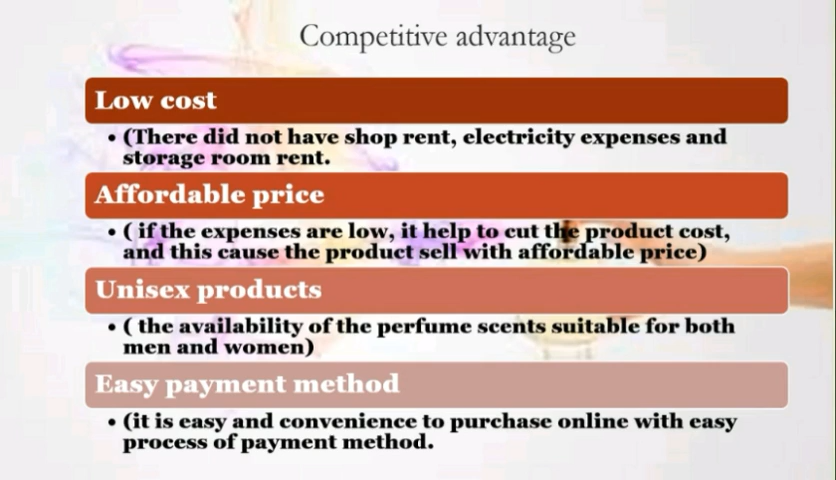 Competitive advantage
Low cost
• (There did not have shop rent, electricity expenses and
storage room rent.
Affordable price
• ( if the expenses are low, it help to cut the product cost,
and this cause the product sell with affordable price)
Unisex products
• ( the availability of the perfume scents suitable for both
men and women)
Easy payment method
• (it is easy and convenience to purchase online with easy
process of payment method.